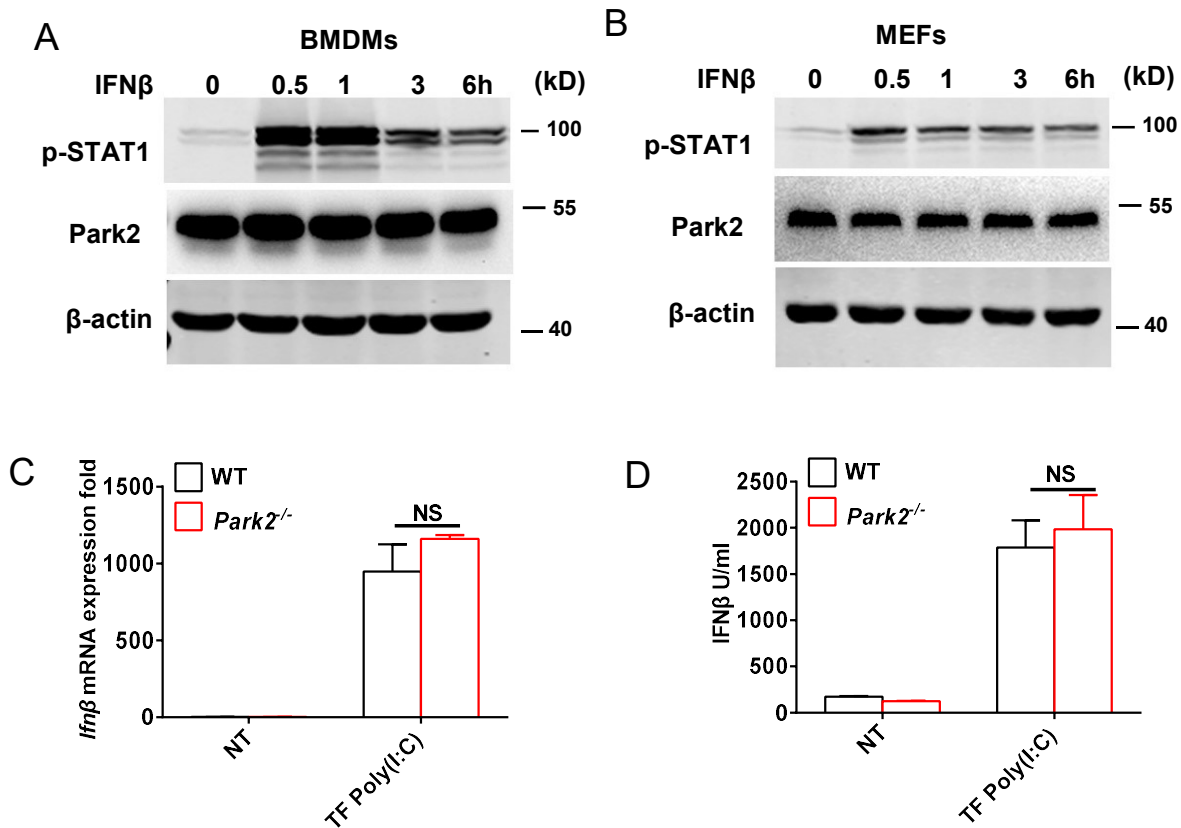 A
BMDMs
IFNβ 0 0.5 1 3 6h (kD)
p-STAT1
100
Park2
55
β-actin
40
B
MEFs
IFNβ 0 0.5 1 3 6h (kD)
p-STAT1
100
Park2
55
β-actin
40
C
WT
Park2-/-
Ifnβ mRNA expression fold
1500
1000
500
0
NS
NT
TF Poly(I:C)
D
WT
Park2-/-
IFNβ U/ml
2500
2000
1500
1000
500
0
NS
NT
TF Poly(I:C)